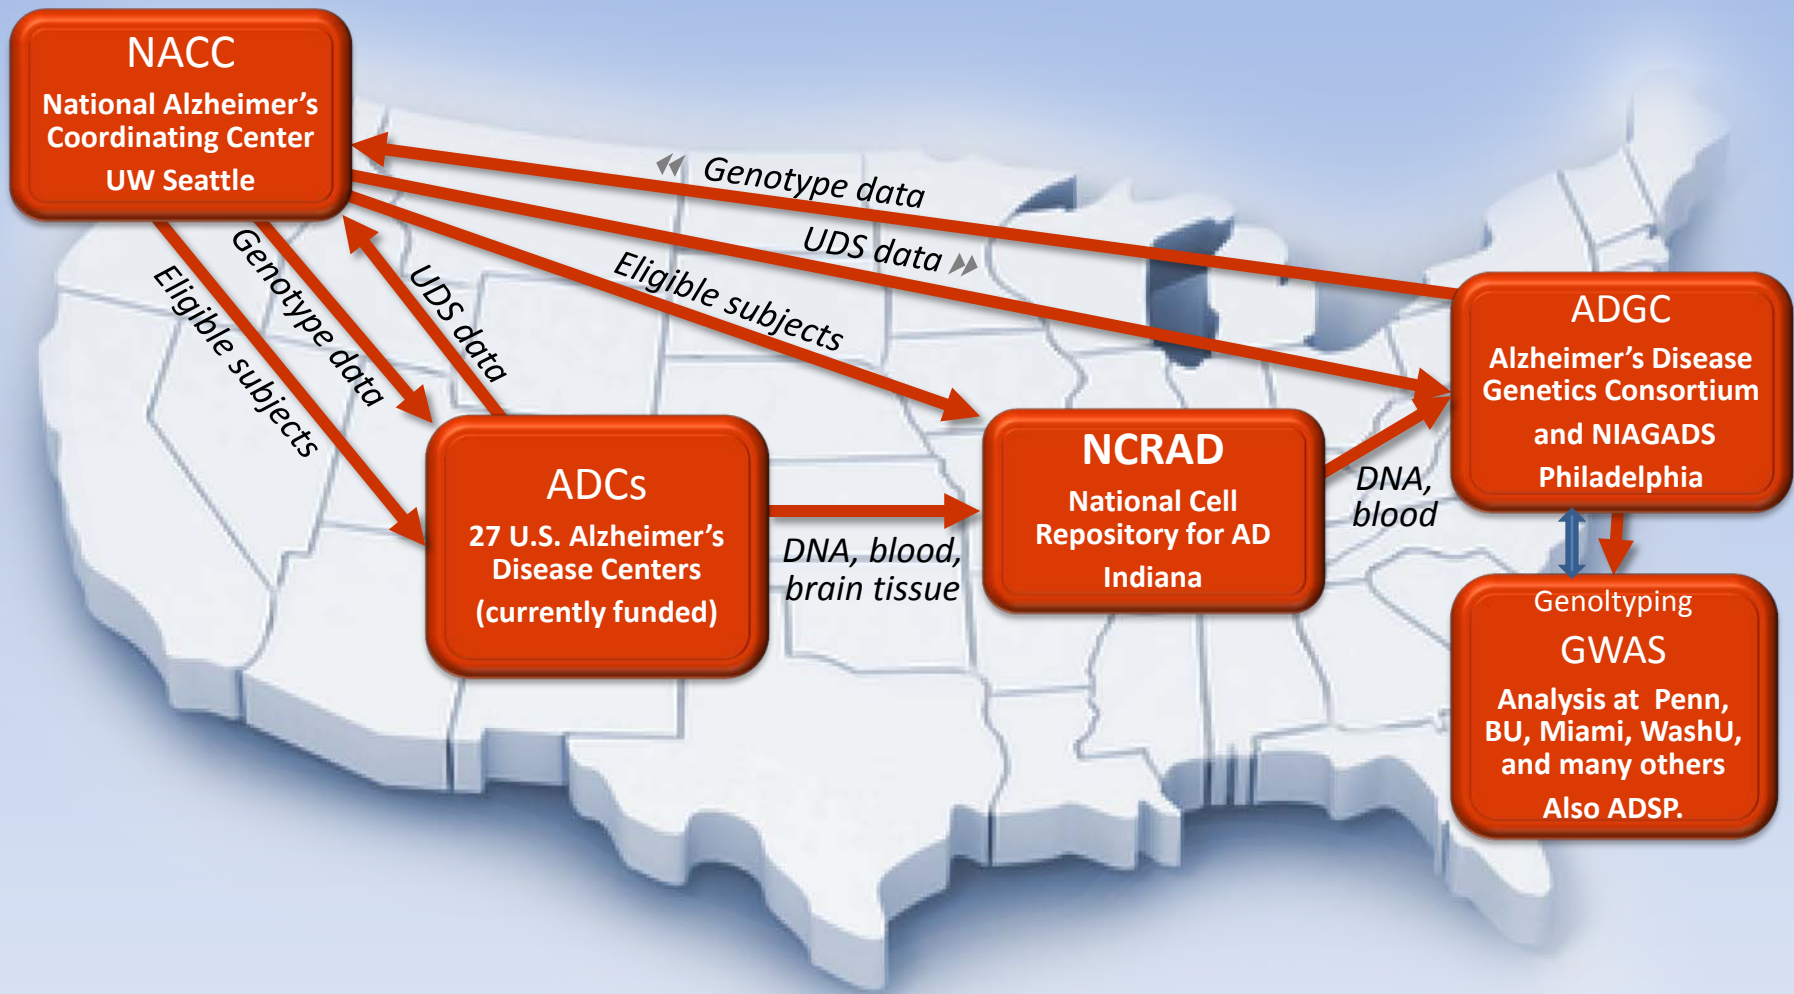 NACC
National Alzheimer's
Coordinating Center
UW Seattle
Genotype data
UDS data
Eligible subjects
Genotype data
Eligible subjects
UDS data
ADGC
Alzheimer's Disease
Genetics Consortium
and NIAGADS
Philadelphia
ADCs
27 U.S. Alzheimer's
Disease Centers
(currently funded)
DNA, blood,
brain tissue
NCRAD
National Cell
Repository for AD
Indiana
DNA,
blood
Genoltyping
GWAS
Analysis at  Penn,
BU, Miami, WashU,
and many others
Also ADSP.